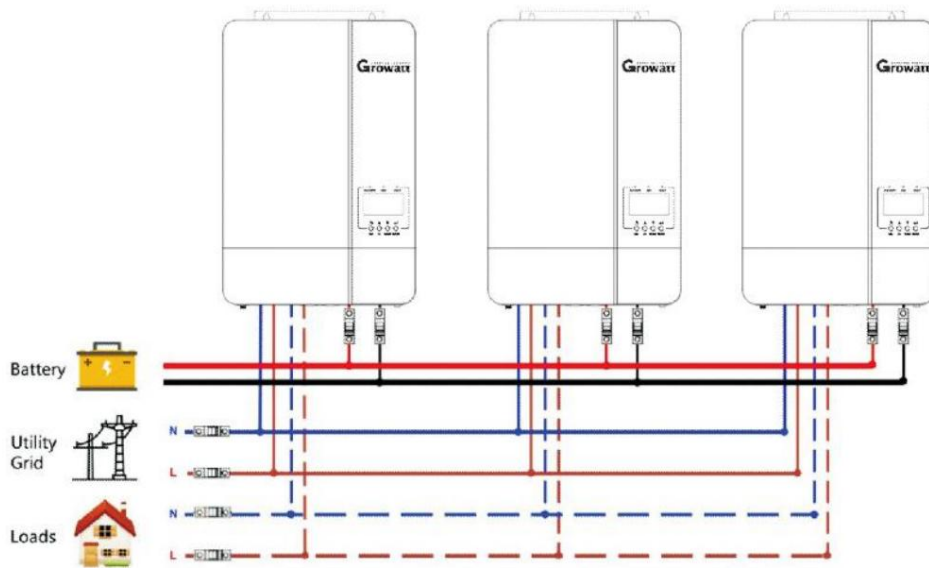 Growatt
Growatt
Growatt
Battery
+ -
Utility
Grid
N
L
Loads
N
L